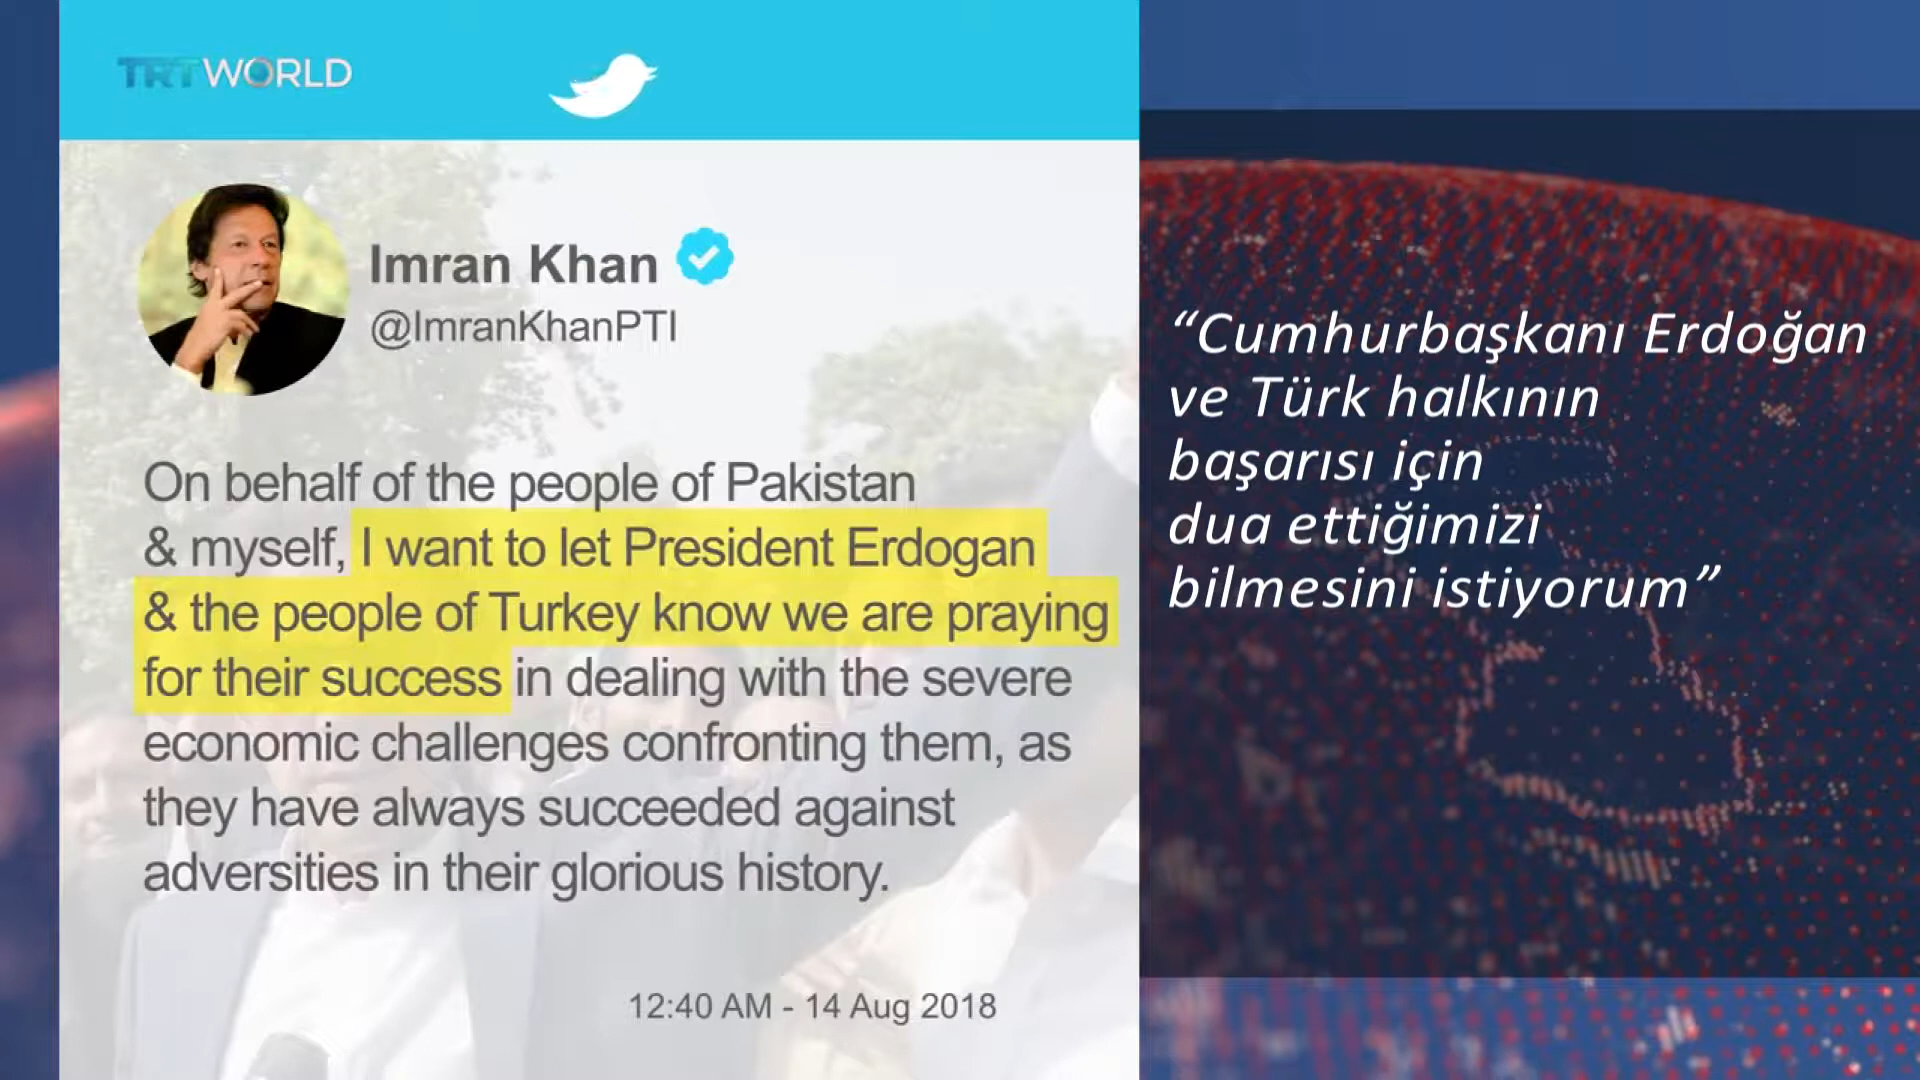 TRT WORLD
Imran Khan
@ImranKhanPTI
On behalf of the people of Pakistan
& myself, I want to let President Erdogan
& the people of Turkey know we are praying
for their success in dealing with the severe
economic challenges confronting them, as
they have always succeeded against
adversities in their glorious history.
12:40 AM - 14 Aug 2018
“Cumhurbaşkanı Erdoğan
ve Türk halkının
başarısı için
dua ettiğimizi
bilmesini istiyorum”